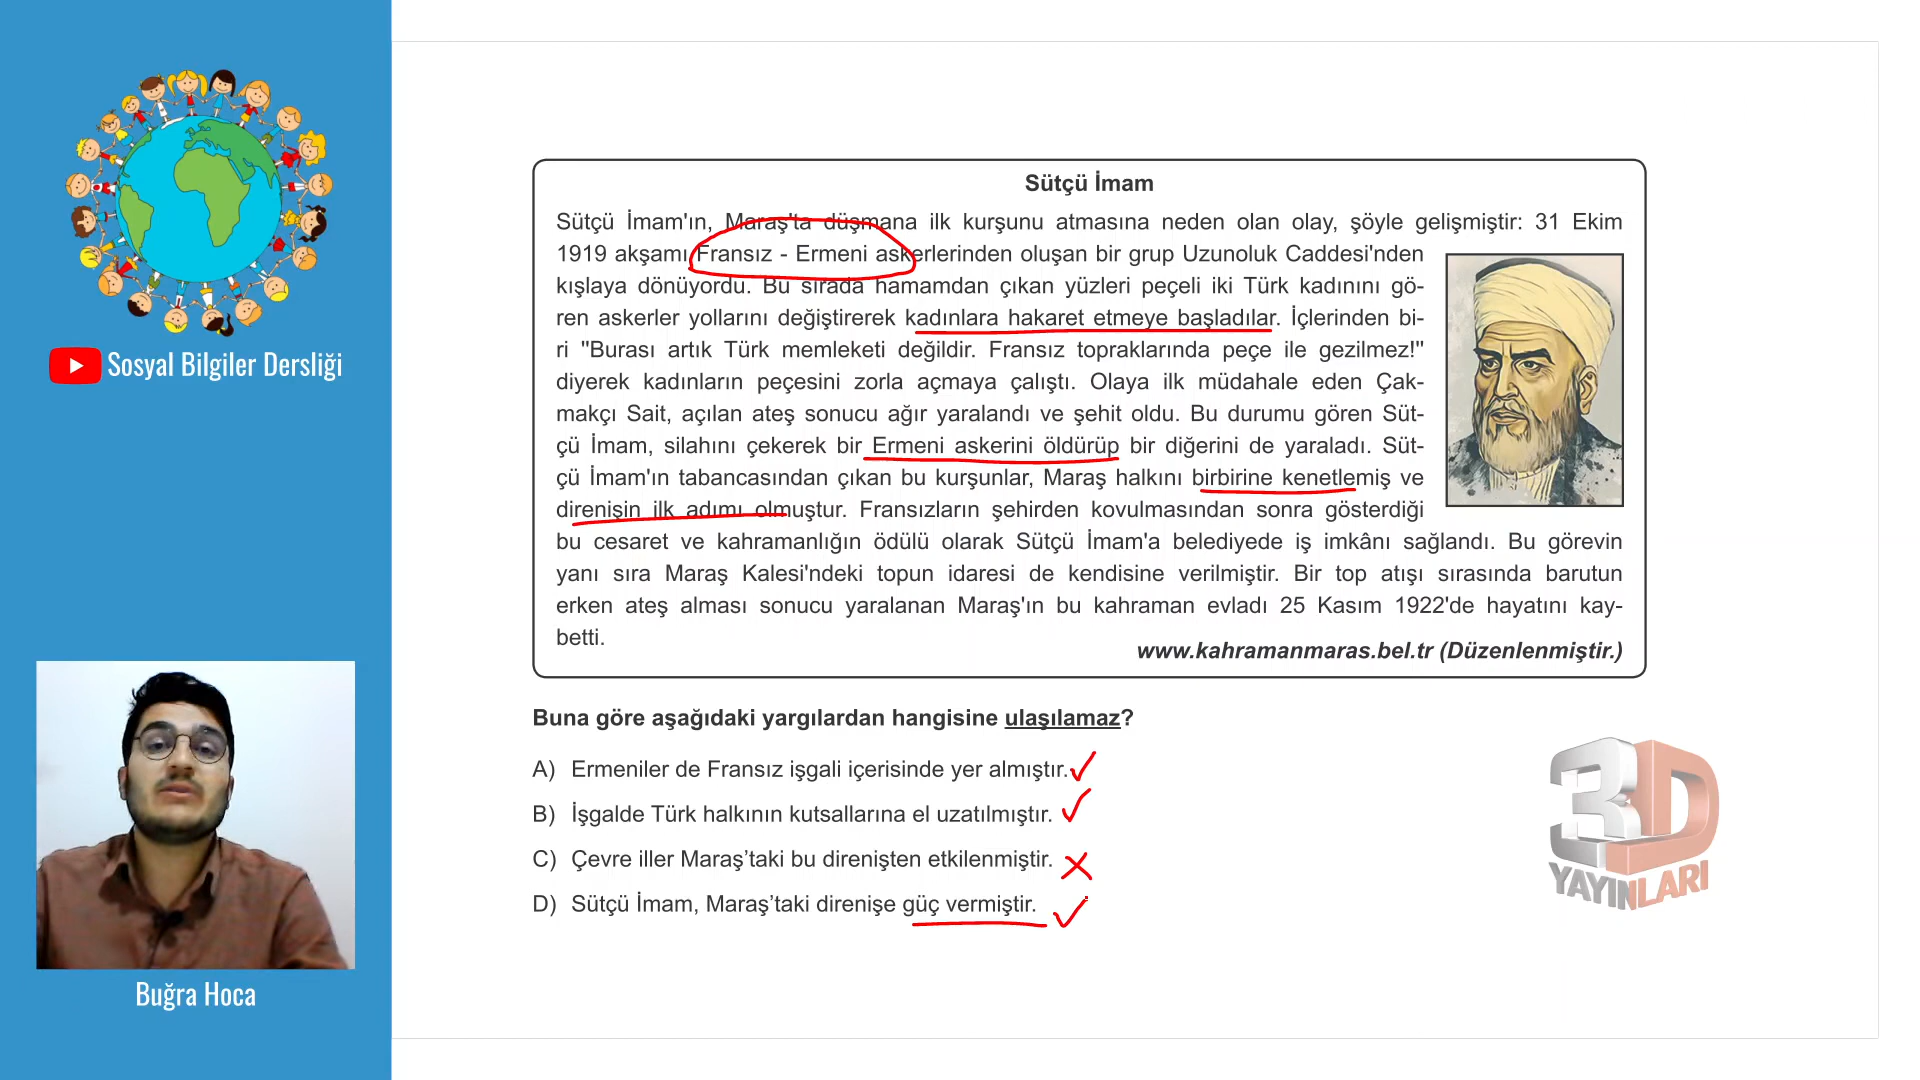 Sosyal Bilgiler Dersliği
Buğra Hoca
Sütçü İmam
Sütçü İmam'ın, Maraş'ta düşmana ilk kurşunu atmasına neden olan olay, şöyle gelişmiştir: 31 Ekim
1919 akşamı Fransız - Ermeni askerlerinden oluşan bir grup Uzunoluk Caddesi'nden
kışlaya dönüyordu. Bu sırada hamamdan çıkan yüzleri peçeli iki Türk kadınını gö-
ren askerler yollarını değiştirerek kadınlara hakaret etmeye başladılar. İçlerinden bi-
ri "Burası artık Türk memleketi değildir. Fransız topraklarında peçe ile gezilmez!"
diyerek kadınların peçesini zorla açmaya çalıştı. Olaya ilk müdahale eden Çak-
makçı Sait, açılan ateş sonucu ağır yaralandı ve şehit oldu. Bu durumu gören Süt-
çü İmam, silahını çekerek bir Ermeni askerini öldürüp bir diğerini de yaraladı. Süt-
çü İmam'ın tabancasından çıkan bu kurşunlar, Maraş halkını birbirine kenetlemiş ve
direnişin ilk adımı olmuştur. Fransızların şehirden kovulmasından sonra gösterdiği
bu cesaret ve kahramanlığın ödülü olarak Sütçü İmam'a belediyede iş imkânı sağlandı. Bu görevin
yanı sıra Maraş Kalesi'ndeki topun idaresi de kendisine verilmiştir. Bir top atışı sırasında barutun
erken ateş alması sonucu yaralanan Maraş'ın bu kahraman evladı 25 Kasım 1922'de hayatını kay-
betti.
www.kahramanmaras.bel.tr (Düzenlenmiştir.)
Buna göre aşağıdaki yargılardan hangisine ulaşılamaz?
A) Ermeniler de Fransız işgali içerisinde yer almıştır.
B) İşgalde Türk halkının kutsallarına el uzatılmıştır.
C) Çevre iller Maraş'taki bu direnişten etkilenmiştir.
D) Sütçü İmam, Maraş'taki direnişe güç vermiştir.
3D
YAYINLARI